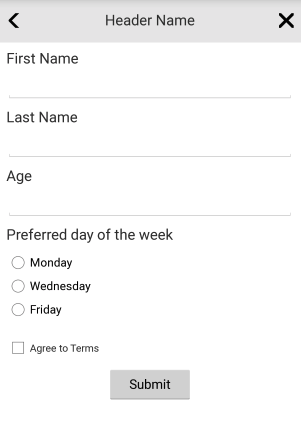 Header Name
First Name
Last Name
Age
Preferred day of the week
Monday
Wednesday
Friday
Agree to Terms
Submit